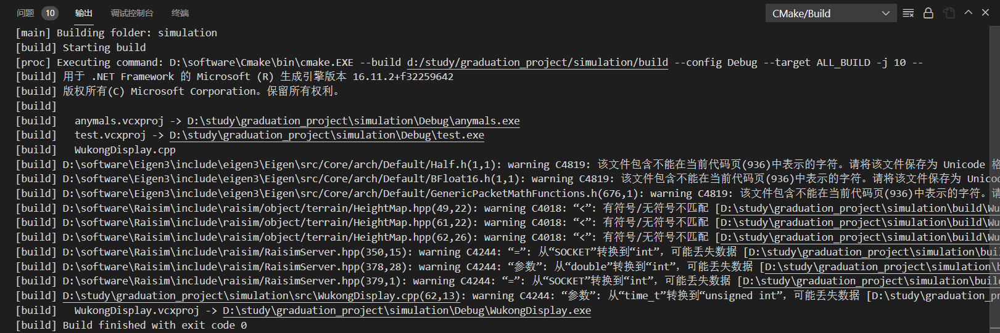 问题 10 输出 调试控制台 终端 CMake/Build
[main] Building folder: simulation
[build] Starting build
[proc] Executing command: D:\software\Cmake\bin\cmake.EXE --build d:/study/graduation_project/simulation/build --config Debug --target ALL_BUILD -j 10 --
[build] 用于 .NET Framework 的 Microsoft (R) 生成引擎版本 16.11.2+f32259642
[build] 版权所有(C) Microsoft Corporation。保留所有权利。
[build]
[build]   anymals.vcxproj -> D:\study\graduation_project\simulation\Debug\anymals.exe
[build]   test.vcxproj -> D:\study\graduation_project\simulation\Debug\test.exe
[build]   WukongDisplay.cpp
[build] D:\software\Eigen3\include\eigen3\Eigen\src/Core/arch/Default/Half.h(1,1): warning C4819: 该文件包含不能在当前代码页(936)中表示的字符。请将该文件保存为 Unicode 格
[build] D:\software\Eigen3\include\eigen3\Eigen\src/Core/arch/Default/BFloat16.h(1,1): warning C4819: 该文件包含不能在当前代码页(936)中表示的字符。请将该文件保存为 Unico
[build] D:\software\Eigen3\include\eigen3\Eigen\src/Core/arch/Default/GenericPacketMathFunctions.h(676,1): warning C4819: 该文件包含不能在当前代码页(936)中表示的字符。请
[build] D:\software\Raisim\include\raisim/object/terrain/HeightMap.hpp(49,22): warning C4018: “<”: 有符号/无符号不匹配 [D:\study\graduation_project\simulation\build\Wu
[build] D:\software\Raisim\include\raisim/object/terrain/HeightMap.hpp(61,22): warning C4018: “<”: 有符号/无符号不匹配 [D:\study\graduation_project\simulation\build\Wu
[build] D:\software\Raisim\include\raisim/object/terrain/HeightMap.hpp(62,26): warning C4018: “<”: 有符号/无符号不匹配 [D:\study\graduation_project\simulation\build\Wu
[build] D:\software\Raisim\include\raisim/RaisimServer.hpp(350,15): warning C4244: “=”: 从“SOCKET”转换到“int”，可能丢失数据 [D:\study\graduation_project\simulation\bui
[build] D:\software\Raisim\include\raisim/RaisimServer.hpp(378,28): warning C4244: “参数”: 从“double”转换到“int”，可能丢失数据 [D:\study\graduation_project\simulation\b
[build] D:\software\Raisim\include\raisim/RaisimServer.hpp(379,1): warning C4244: “=”: 从“SOCKET”转换到“int”，可能丢失数据 [D:\study\graduation_project\simulation\buil
[build] D:\study\graduation_project\simulation\src\WukongDisplay.cpp(62,13): warning C4244: “参数”: 从“time_t”转换到“unsigned int”，可能丢失数据 [D:\study\graduation_pr
[build]   WukongDisplay.vcxproj -> D:\study\graduation_project\simulation\Debug\WukongDisplay.exe
[build] Build finished with exit code 0